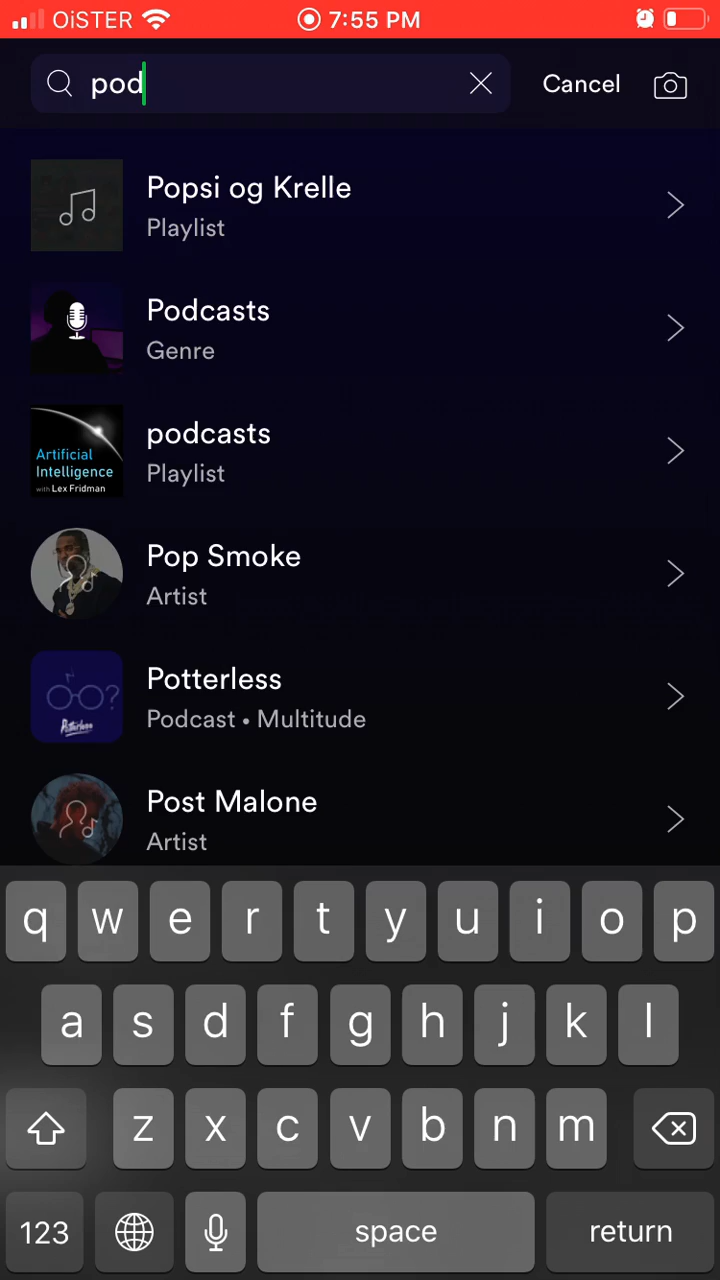 OiSTER 7:55 PM
pod Cancel
Popsi og Krelle
Playlist
Podcasts
Genre
Artificial
Intelligence
with Lex Fridman
podcasts
Playlist
Pop Smoke
Artist
?
Potterless
Potterless
Podcast • Multitude
Post Malone
Artist
q w e r t y u i o p
a s d f g h j k l
z x c v b n m
123 space return